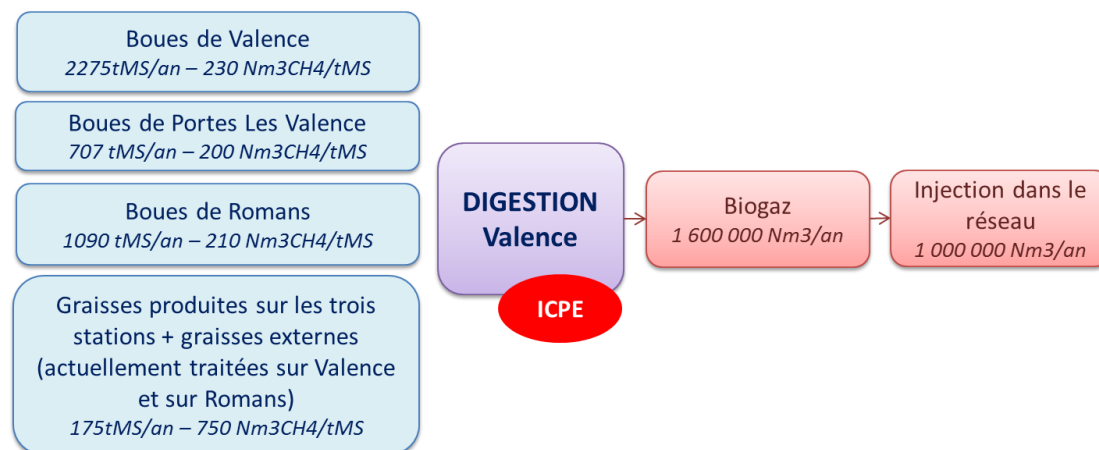 Boues de Valence
2275tMS/an – 230 Nm3CH4/tMS
Boues de Portes Les Valence
707 tMS/an – 200 Nm3CH4/tMS
Boues de Romans
1090 tMS/an – 210 Nm3CH4/tMS
Graisses produites sur les trois
stations + graisses externes
(actuellement traitées sur Valence
et sur Romans)
175tMS/an – 750 Nm3CH4/tMS
DIGESTION
Valence
ICPE
Biogaz
1 600 000 Nm3/an
Injection dans le
réseau
1 000 000 Nm3/an